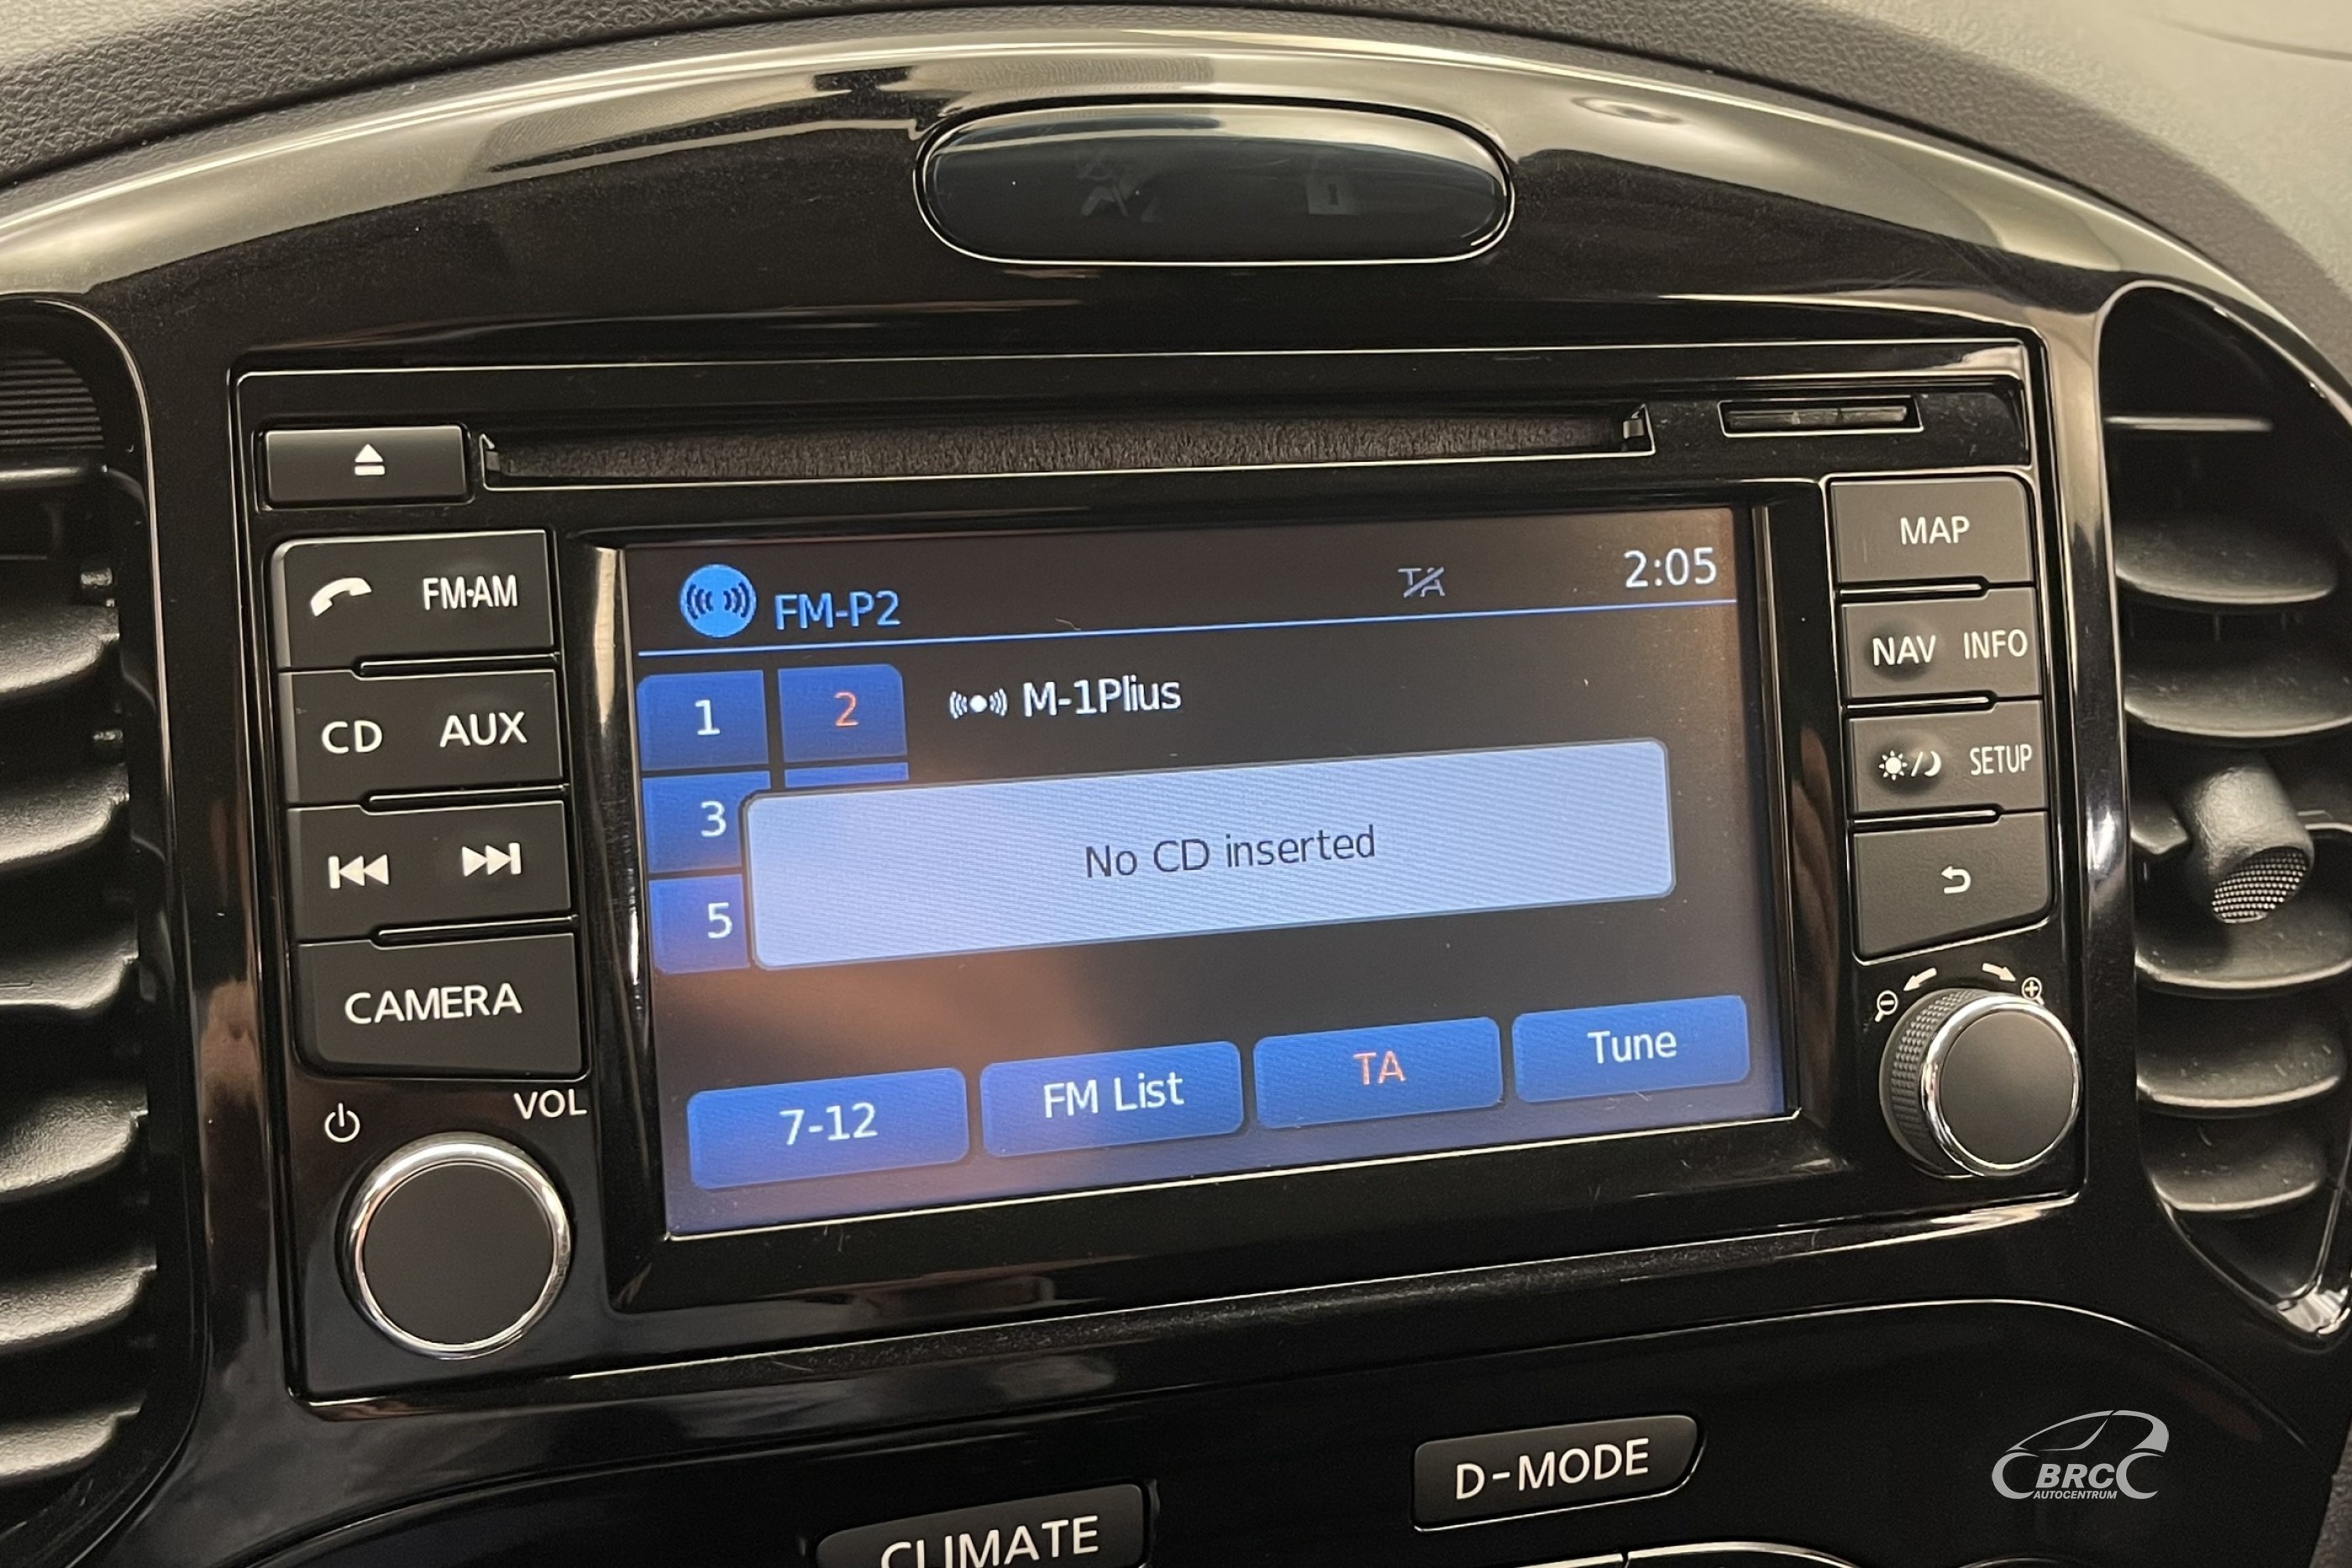 FM·AM
CD AUX
CAMERA
VOL
FM-P2
TA
2:05
1 2
M-1Plius
3
5
No CD inserted
7-12
FM List
TA
Tune
MAP
NAV INFO
SETUP
D-MODE
CLIMATE
BRC
AUTOCENTRUM